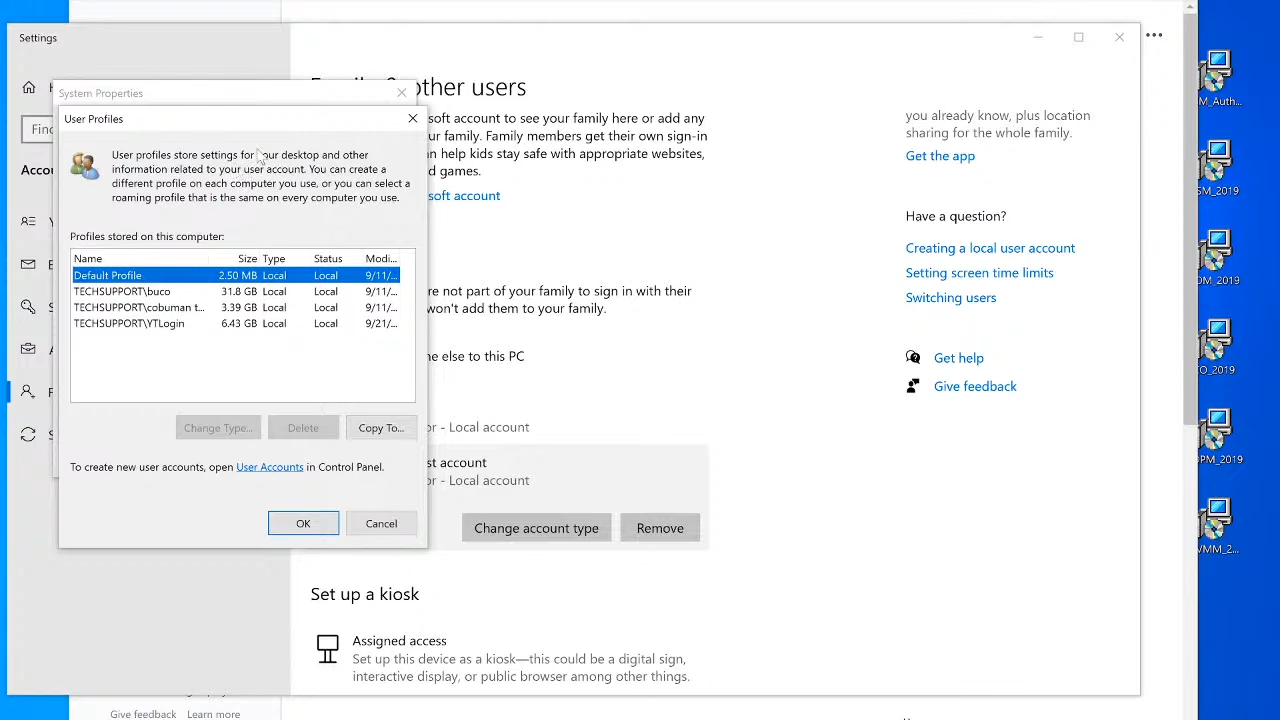 Settings
System Properties
User Profiles
User profiles store settings for your desktop and other
information related to your user account. You can create a
different profile on each computer you use, or you can select a
roaming profile that is the same on every computer you use.
Profiles stored on this computer:
Name Size Type Status Modi...
Default Profile 2.50 MB Local Local 9/11/...
TECHSUPPORT\buco 31.8 GB Local Local 9/11/...
TECHSUPPORT\cobuman t... 3.39 GB Local Local 9/11/...
TECHSUPPORT\YTLogin 6.43 GB Local Local 9/21/...
Change Type... Delete Copy To...
To create new user accounts, open User Accounts in Control Panel.
OK Cancel
Find
Accou
other users
soft account to see your family here or add any
ur family. Family members get their own sign-in
n help kids stay safe with appropriate websites,
d games.
soft account
re not part of your family to sign in with their
won't add them to your family.
ne else to this PC
or - Local account
st account
or - Local account
Change account type Remove
Set up a kiosk
Assigned access
Set up this device as a kiosk—this could be a digital sign,
interactive display, or public browser among other things.
you already know, plus location
sharing for the whole family.
Get the app
Have a question?
Creating a local user account
Setting screen time limits
Switching users
Get help
Give feedback
M_Auth...
SM_2019
OM_2019
CO_2019
DPM_2019
VMM_2...
Give feedback Learn more